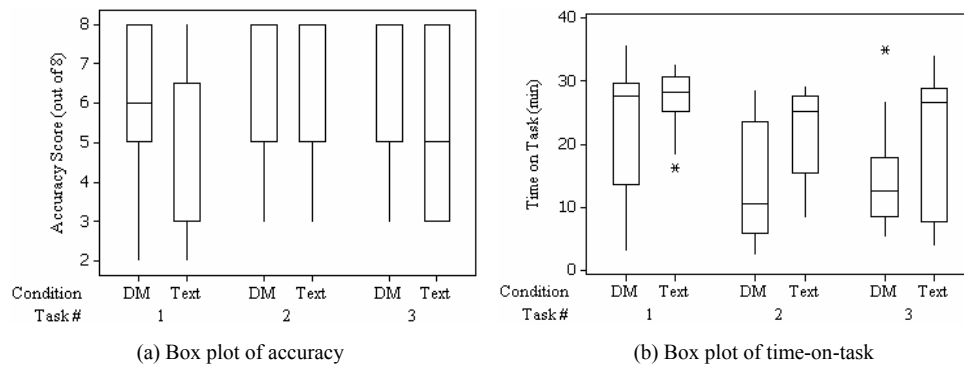 Accuracy Score (out of 8)
8
7
6
5
4
3
2
Condition DM Text DM Text DM Text
Task # 1 2 3
(a) Box plot of accuracy
Time on Task (min)
40
30
20
10
0
Condition DM Text DM Text DM Text
Task # 1 2 3
(b) Box plot of time-on-task